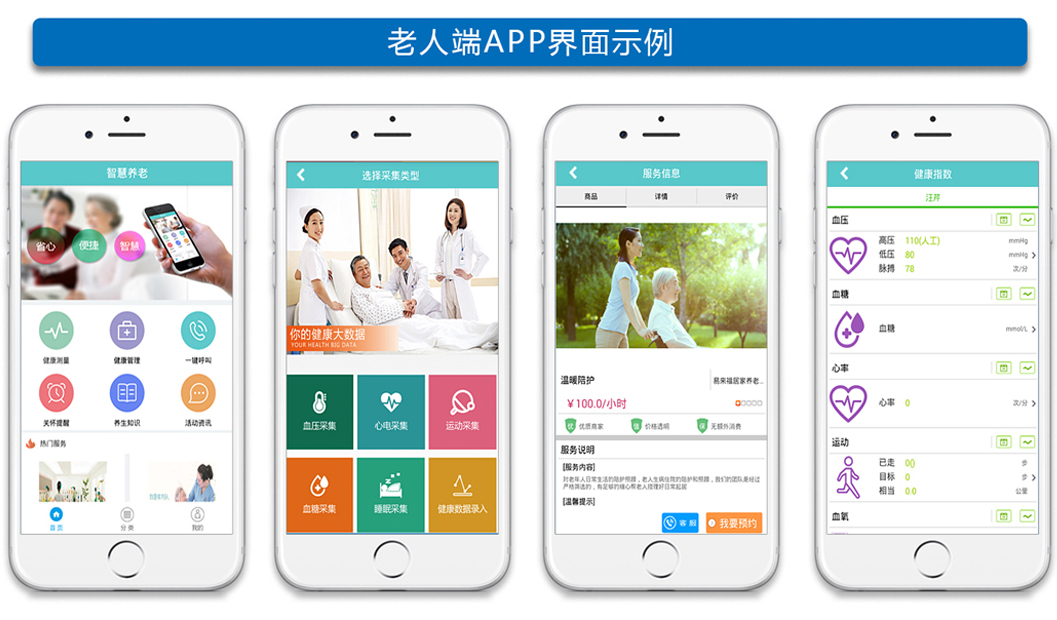 老人端APP界面示例
智慧养老
省心
便捷
智慧
健康测量
健康管理
一键呼叫
关怀提醒
养生知识
活动资讯
热门服务
首页
分类
我的
选择采集类型
你的健康大数据
YOUR HEALTH BIG DATA
血压采集
心电采集
运动采集
血糖采集
睡眠采集
健康数据录入
服务信息
商品
详情
评价
温暖陪护
易来福居家养老...
￥100.0/小时
优 优质商家
信 价格透明
保 无额外消费
服务说明
[服务内容]
对老年人日常生活的陪护照顾，老人生病住院的陪护和照顾，我们的团队是经过
严格筛选的，有足够的暖心帮老人措理好日常起居
[温馨提示]
客服
我要预约
健康指数
汪芹
血压
高压 110(人工) mmHg
低压 80 mmHg
脉搏 78 次/分
血糖
血糖 mmol/L
心率
心率 0 次/分
运动
已走 0() 步
目标 0 步
相当 0.0 公里
血氧